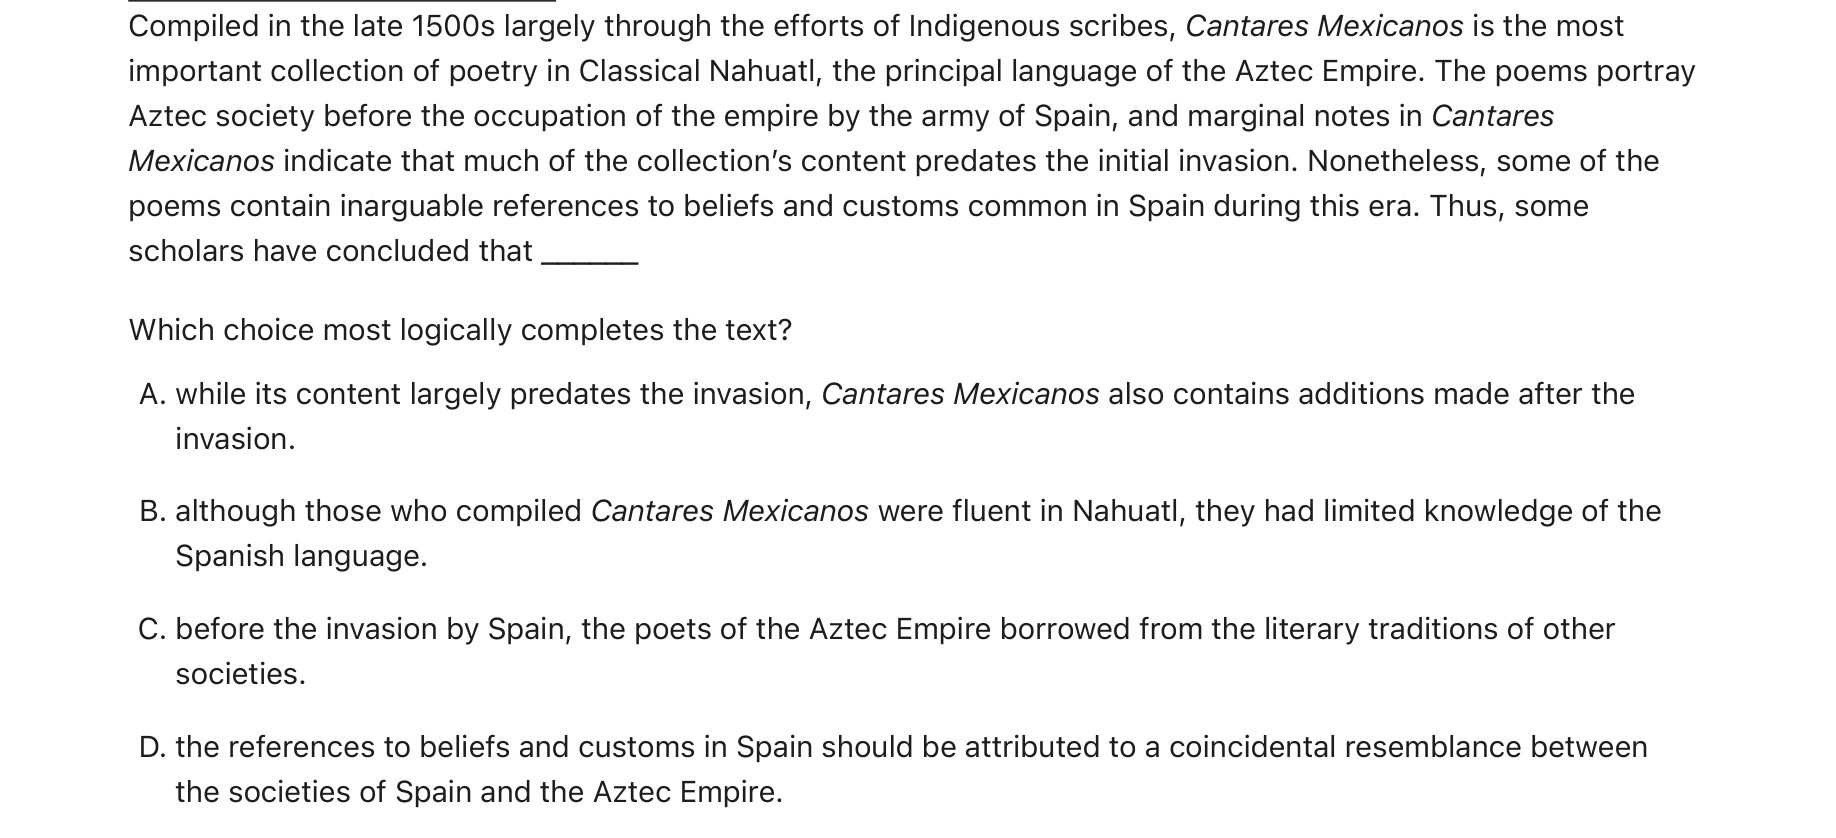 Compiled in the late 1500s largely through the efforts of Indigenous scribes, Cantares Mexicanos is the most
important collection of poetry in Classical Nahuatl, the principal language of the Aztec Empire. The poems portray
Aztec society before the occupation of the empire by the army of Spain, and marginal notes in Cantares
Mexicanos indicate that much of the collection's content predates the initial invasion. Nonetheless, some of the
poems contain inarguable references to beliefs and customs common in Spain during this era. Thus, some
scholars have concluded that ______
Which choice most logically completes the text?
A. while its content largely predates the invasion, Cantares Mexicanos also contains additions made after the
invasion.
B. although those who compiled Cantares Mexicanos were fluent in Nahuatl, they had limited knowledge of the
Spanish language.
C. before the invasion by Spain, the poets of the Aztec Empire borrowed from the literary traditions of other
societies.
D. the references to beliefs and customs in Spain should be attributed to a coincidental resemblance between
the societies of Spain and the Aztec Empire.